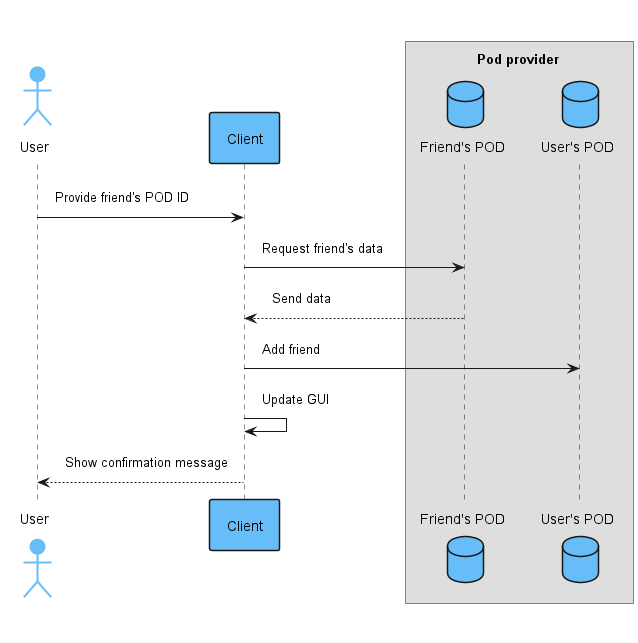 Pod provider
User
Client
Friend's POD
User's POD
Provide friend's POD ID
Request friend's data
Send data
Add friend
Update GUI
Show confirmation message
User
Client
Friend's POD
User's POD